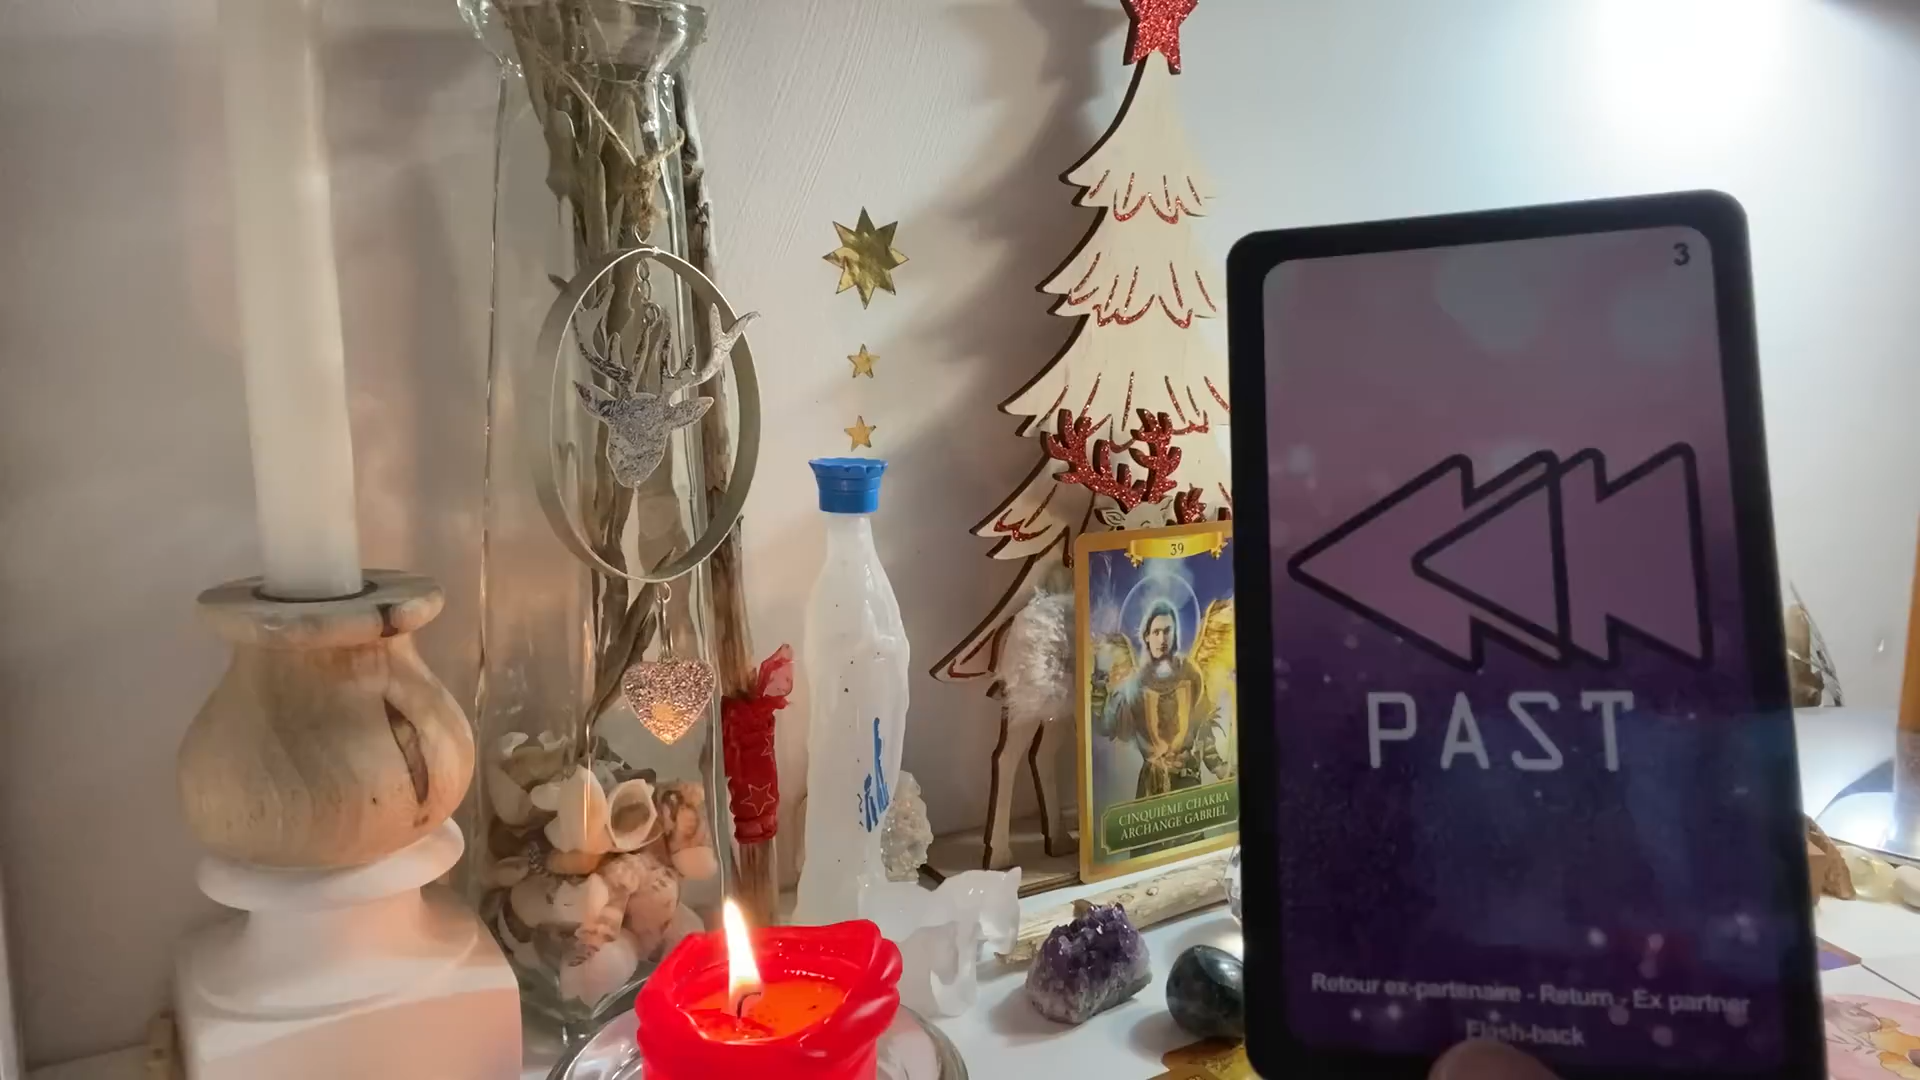 39
CINQUIÈME CHAKRA
ARCHANGE GABRIEL
3
PAST
Retour ex-partenaire - Return - Ex partner
Flash-back